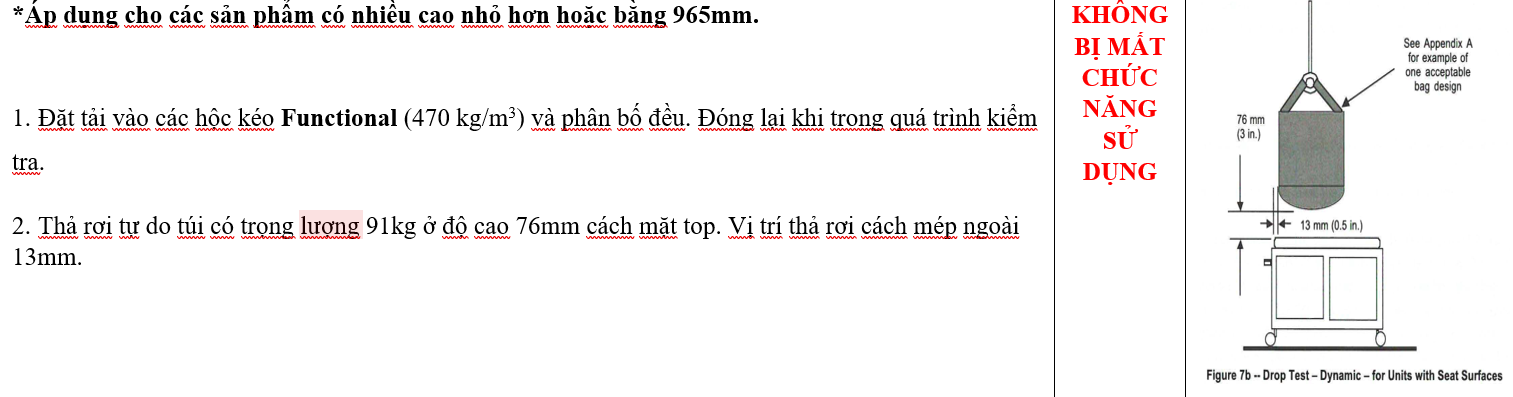 *Áp dụng cho các sản phẩm có nhiều cao nhỏ hơn hoặc bằng 965mm.
1. Đặt tải vào các hộc kéo Functional (470 kg/m³) và phân bố đều. Đóng lại khi trong quá trình kiểm
tra.
2. Thả rơi tự do túi có trọng lượng 91kg ở độ cao 76mm cách mặt top. Vị trí thả rơi cách mép ngoài
13mm.
KHÔNG
BỊ MẤT
CHỨC
NĂNG
SỬ
DỤNG
See Appendix A
for example of
one acceptable
bag design
76 mm
(3 in.)
13 mm (0.5 in.)
Figure 7b -- Drop Test – Dynamic – for Units with Seat Surfaces